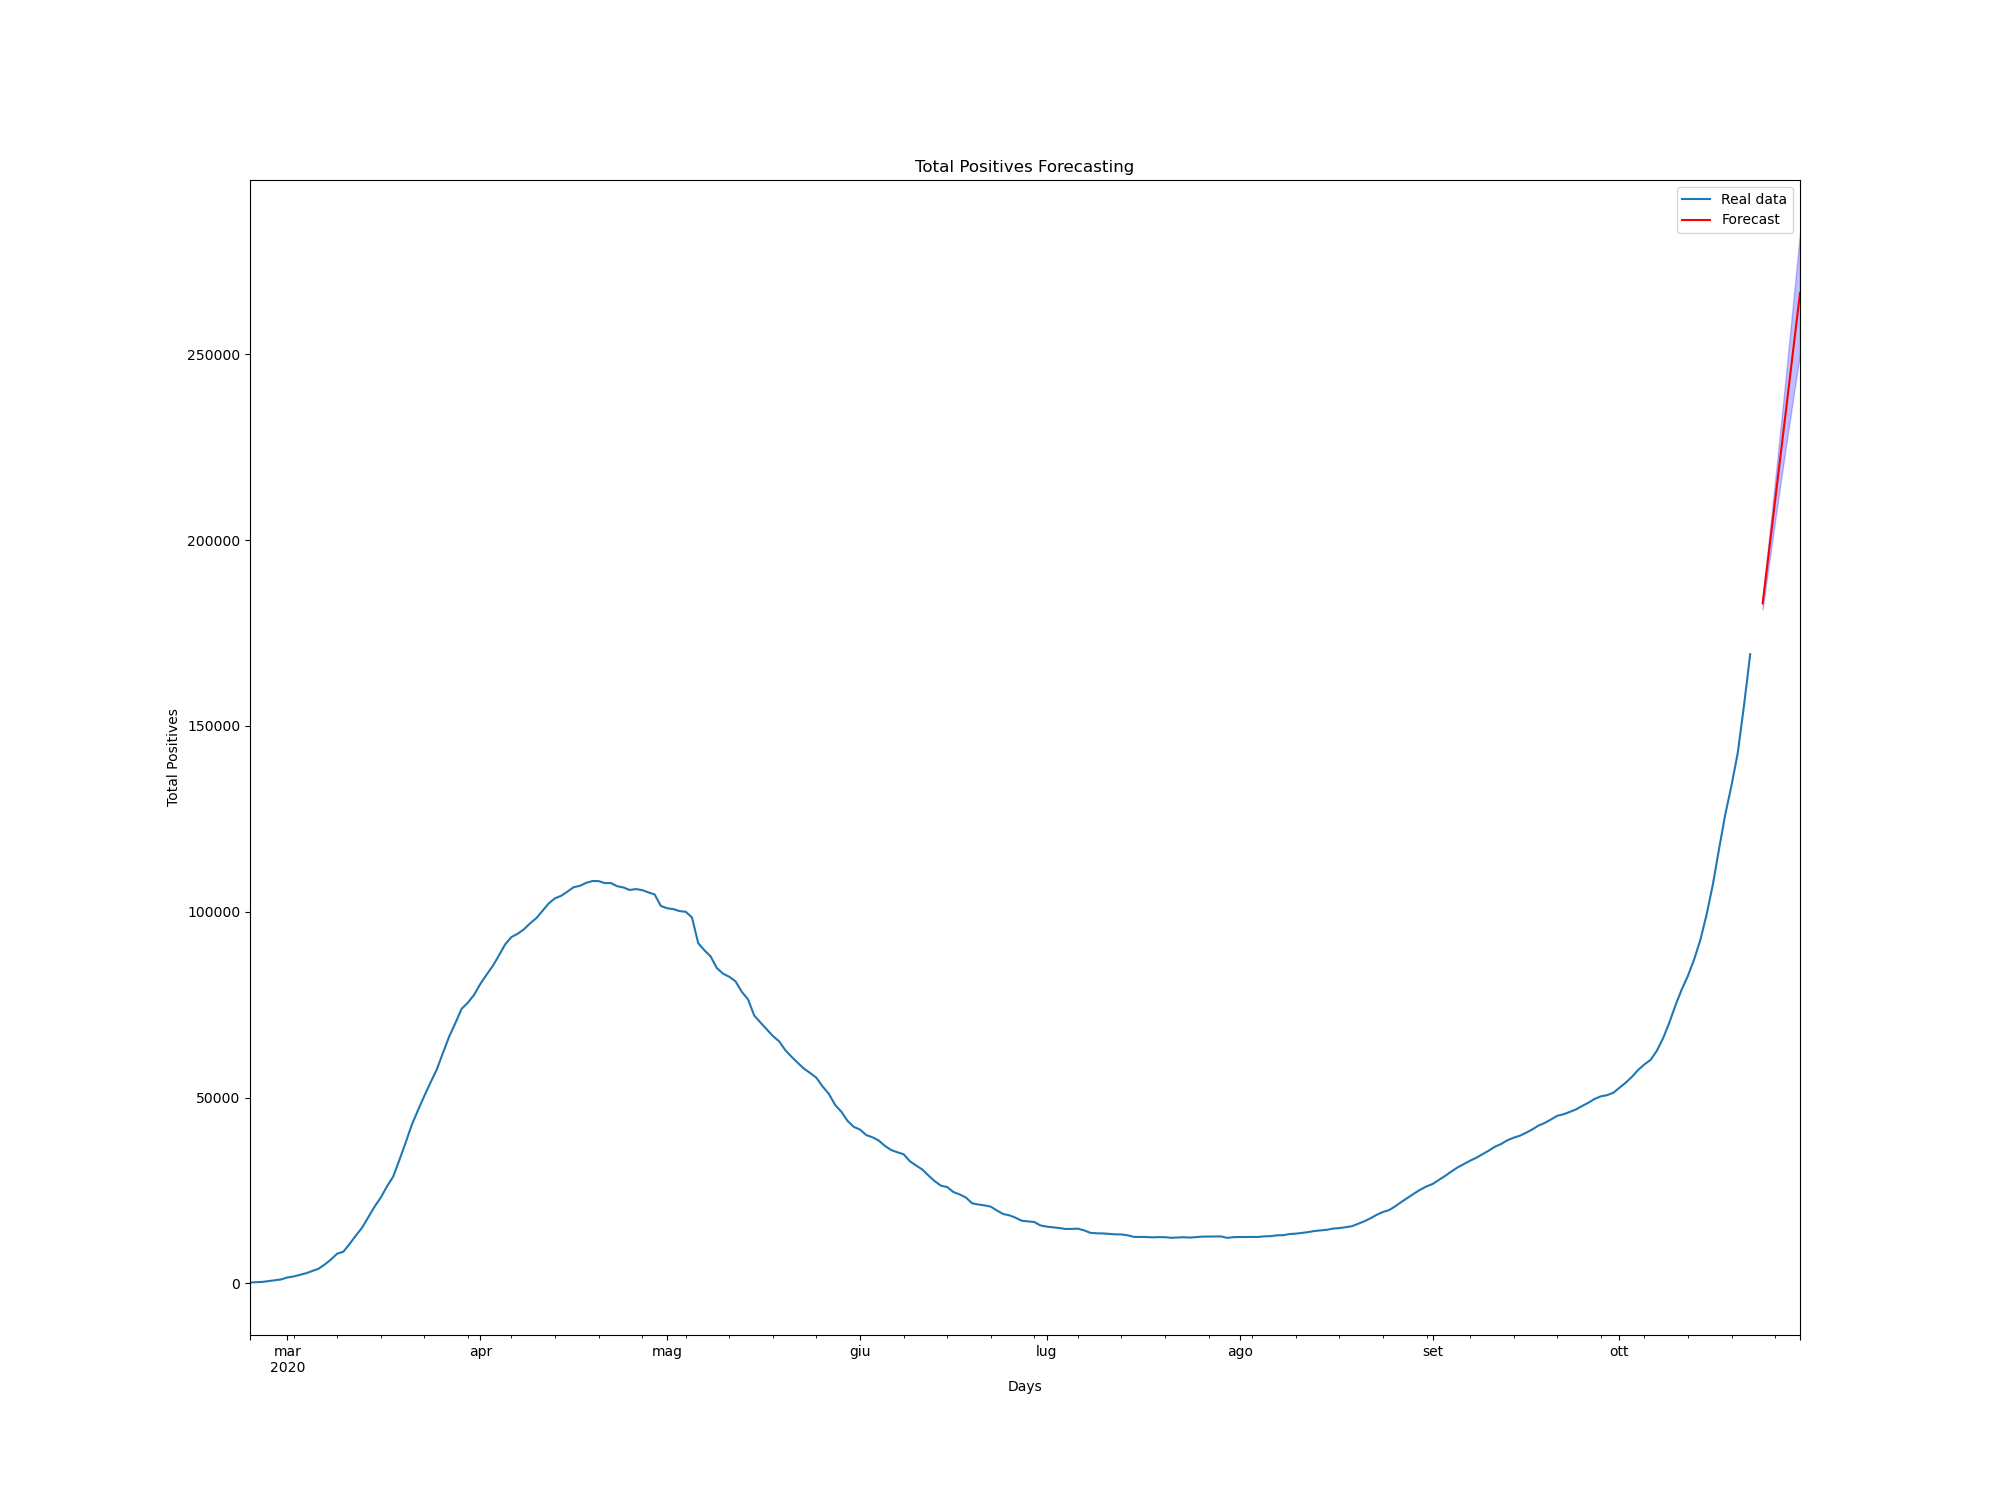 Total Positives Forecasting
Real data
Forecast
250000
200000
150000
100000
50000
0
Total Positives
mar apr mag giu lug ago set ott
2020
Days